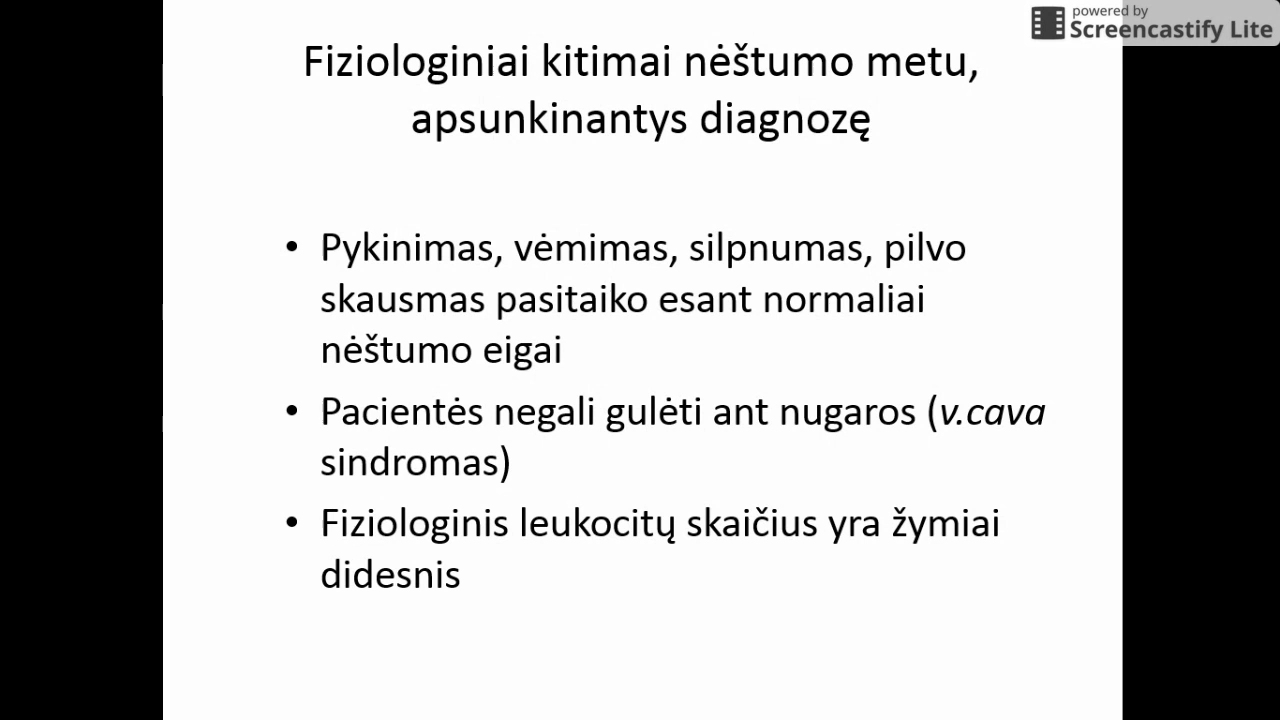 powered by
Screencastify Lite
Fiziologiniai kitimai nėštumo metu,
apsunkinantys diagnozę
• Pykinimas, vėmimas, silpnumas, pilvo
skausmas pasitaiko esant normaliai
nėštumo eigai
• Pacientės negali gulėti ant nugaros (v.cava
sindromas)
• Fiziologinis leukocitų skaičius yra žymiai
didesnis